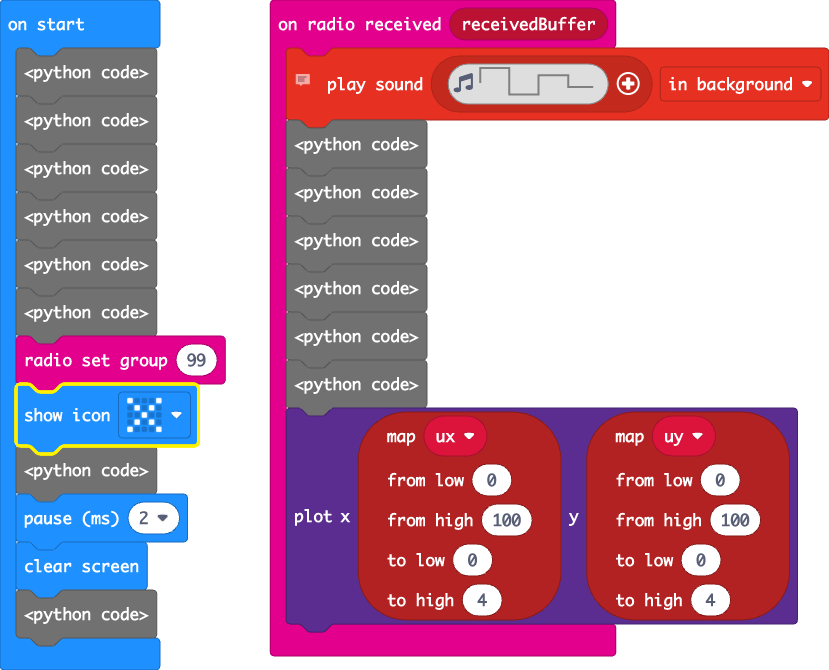 on start
<python code>
<python code>
<python code>
<python code>
<python code>
<python code>
radio set group 99
show icon
<python code>
pause (ms) 2
clear screen
<python code>
on radio received receivedBuffer
play sound in background
<python code>
<python code>
<python code>
<python code>
<python code>
<python code>
plot x
map ux
from low 0
from high 100
to low 0
to high 4
y
map uy
from low 0
from high 100
to low 0
to high 4